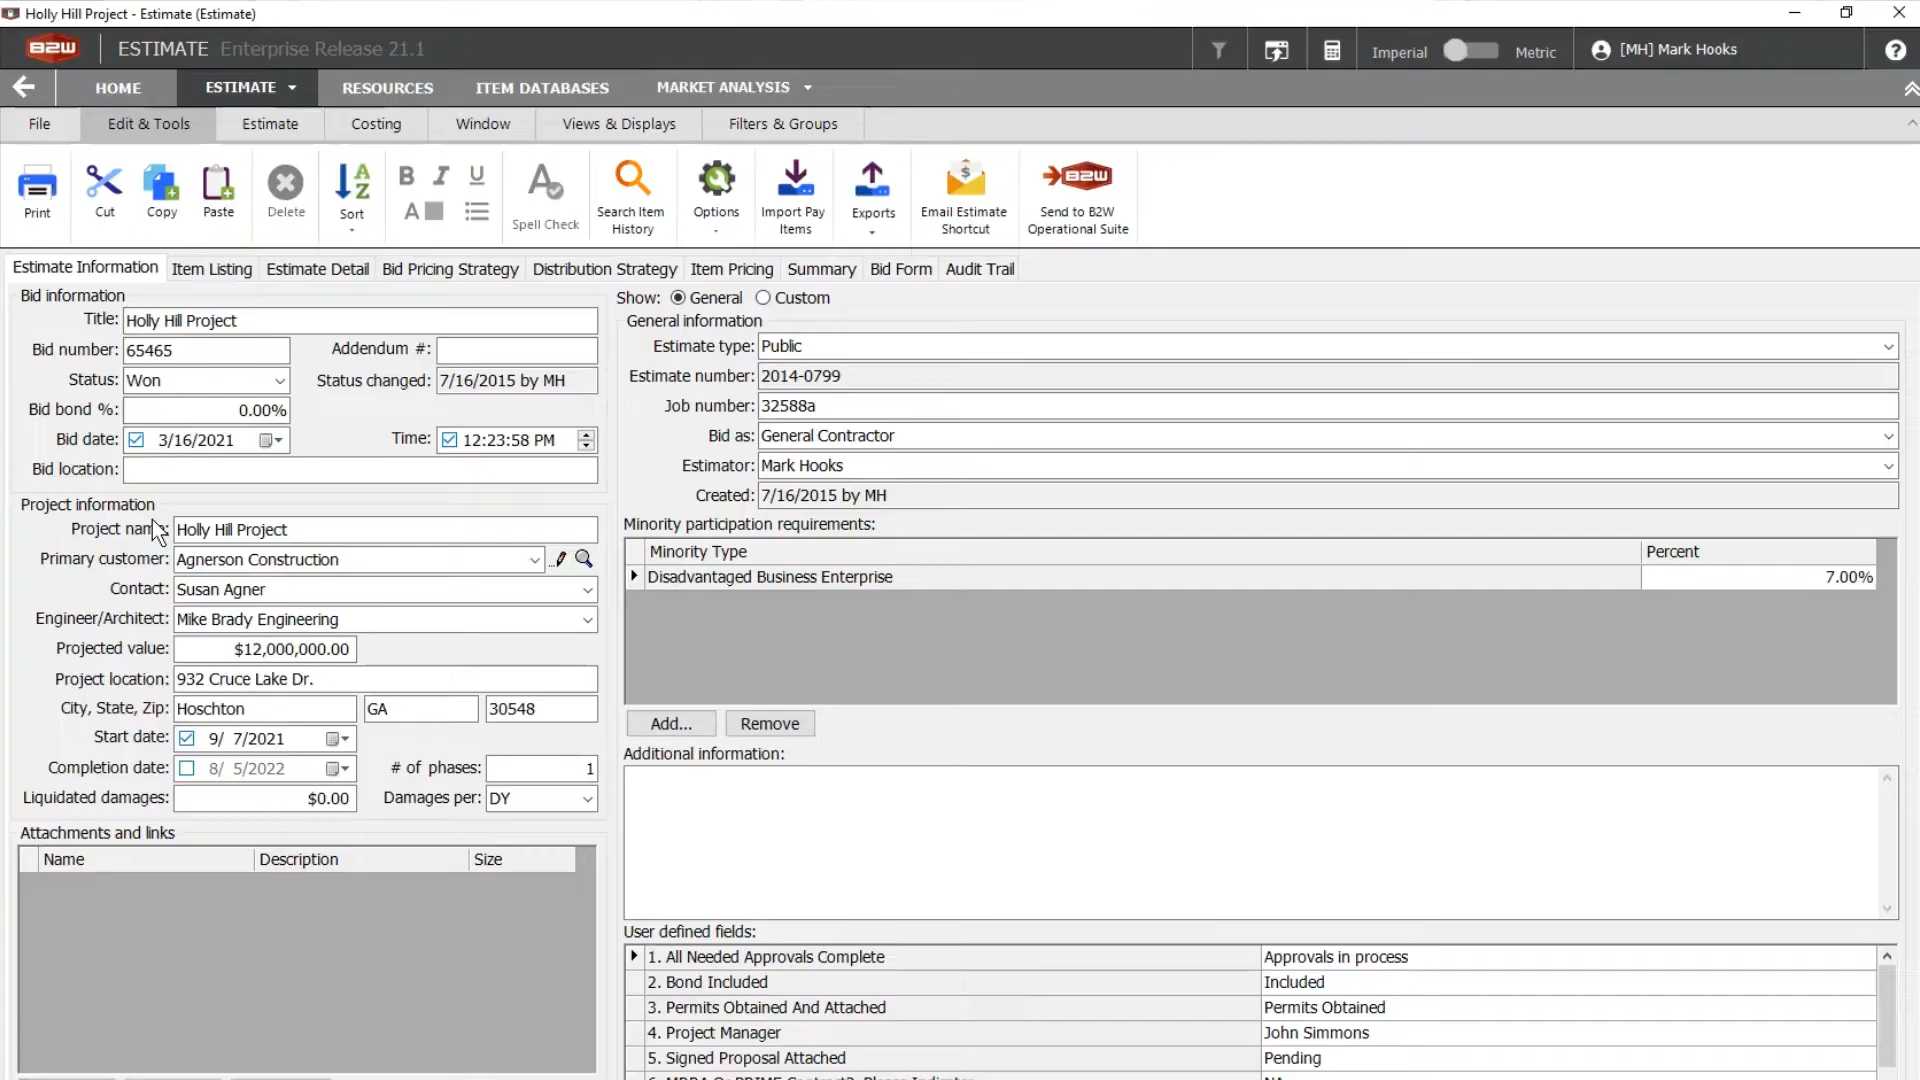 Holly Hill Project - Estimate (Estimate)
B2W ESTIMATE Enterprise Release 21.1 Imperial Metric [MH] Mark Hooks ?
HOME ESTIMATE RESOURCES ITEM DATABASES MARKET ANALYSIS
File Edit & Tools Estimate Costing Window Views & Displays Filters & Groups
Print Cut Copy Paste Delete Sort Spell Check Search Item History Options Import Pay Items Exports Email Estimate Shortcut Send to B2W Operational Suite
Estimate Information Item Listing Estimate Detail Bid Pricing Strategy Distribution Strategy Item Pricing Summary Bid Form Audit Trail
Bid information
Title: Holly Hill Project
Bid number: 65465 Addendum #:
Status: Won Status changed: 7/16/2015 by MH
Bid bond %: 0.00%
Bid date: 3/16/2021 Time: 12:23:58 PM
Bid location:
Project information
Project name: Holly Hill Project
Primary customer: Agnerson Construction
Contact: Susan Agner
Engineer/Architect: Mike Brady Engineering
Projected value: $12,000,000.00
Project location: 932 Cruce Lake Dr.
City, State, Zip: Hoschton GA 30548
Start date: 9/ 7/2021
Completion date: 8/ 5/2022 # of phases: 1
Liquidated damages: $0.00 Damages per: DY
Attachments and links
Name Description Size
Show: General Custom
General information
Estimate type: Public
Estimate number: 2014-0799
Job number: 32588a
Bid as: General Contractor
Estimator: Mark Hooks
Created: 7/16/2015 by MH
Minority participation requirements:
Minority Type Percent
Disadvantaged Business Enterprise 7.00%
Add... Remove
Additional information:
User defined fields:
1. All Needed Approvals Complete Approvals in process
2. Bond Included Included
3. Permits Obtained And Attached Permits Obtained
4. Project Manager John Simmons
5. Signed Proposal Attached Pending